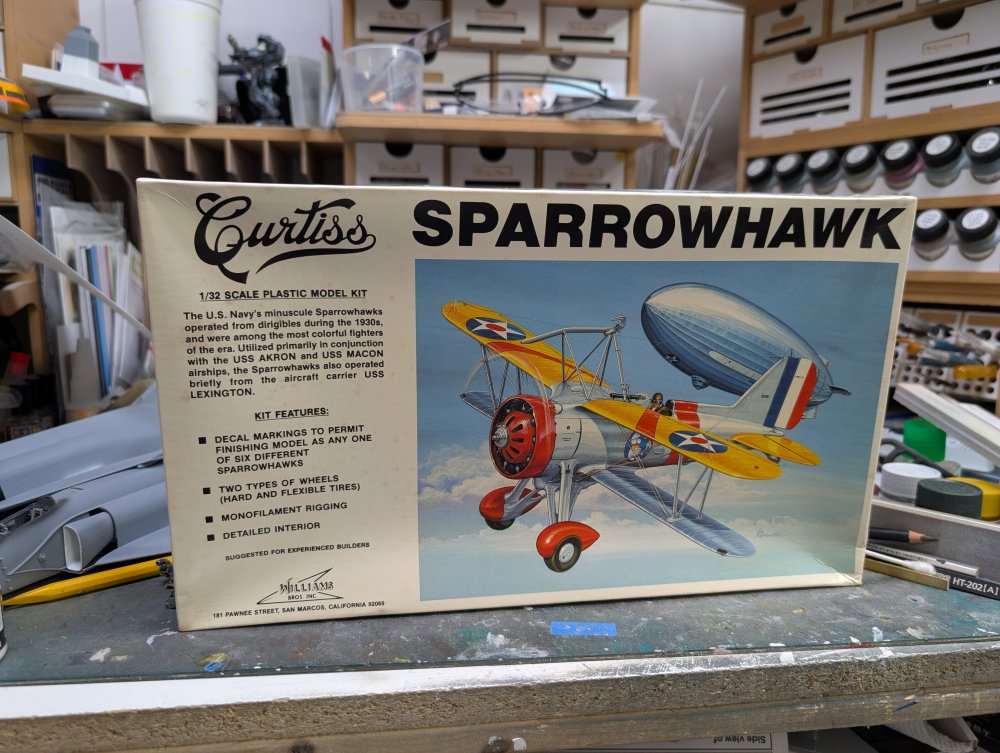 Curtiss
SPARROWHAWK
1/32 SCALE PLASTIC MODEL KIT
The U.S. Navy's minuscule Sparrowhawks
operated from dirigibles during the 1930s,
and were among the most colorful fighters
of the era. Utilized primarily in conjunction
with the USS AKRON and USS MACON
airships, the Sparrowhawks also operated
briefly from the aircraft carrier USS
LEXINGTON.
KIT FEATURES:
■ DECAL MARKINGS TO PERMIT
FINISHING MODEL AS ANY ONE
OF SIX DIFFERENT
SPARROWHAWKS
■ TWO TYPES OF WHEELS
(HARD AND FLEXIBLE TIRES)
■ MONOFILAMENT RIGGING
■ DETAILED INTERIOR
SUGGESTED FOR EXPERIENCED BUILDERS
WILLIAMS
BROS. INC.
181 PAWNEE STREET, SAN MARCOS, CALIFORNIA 92069
HT-202[A]
Side view of